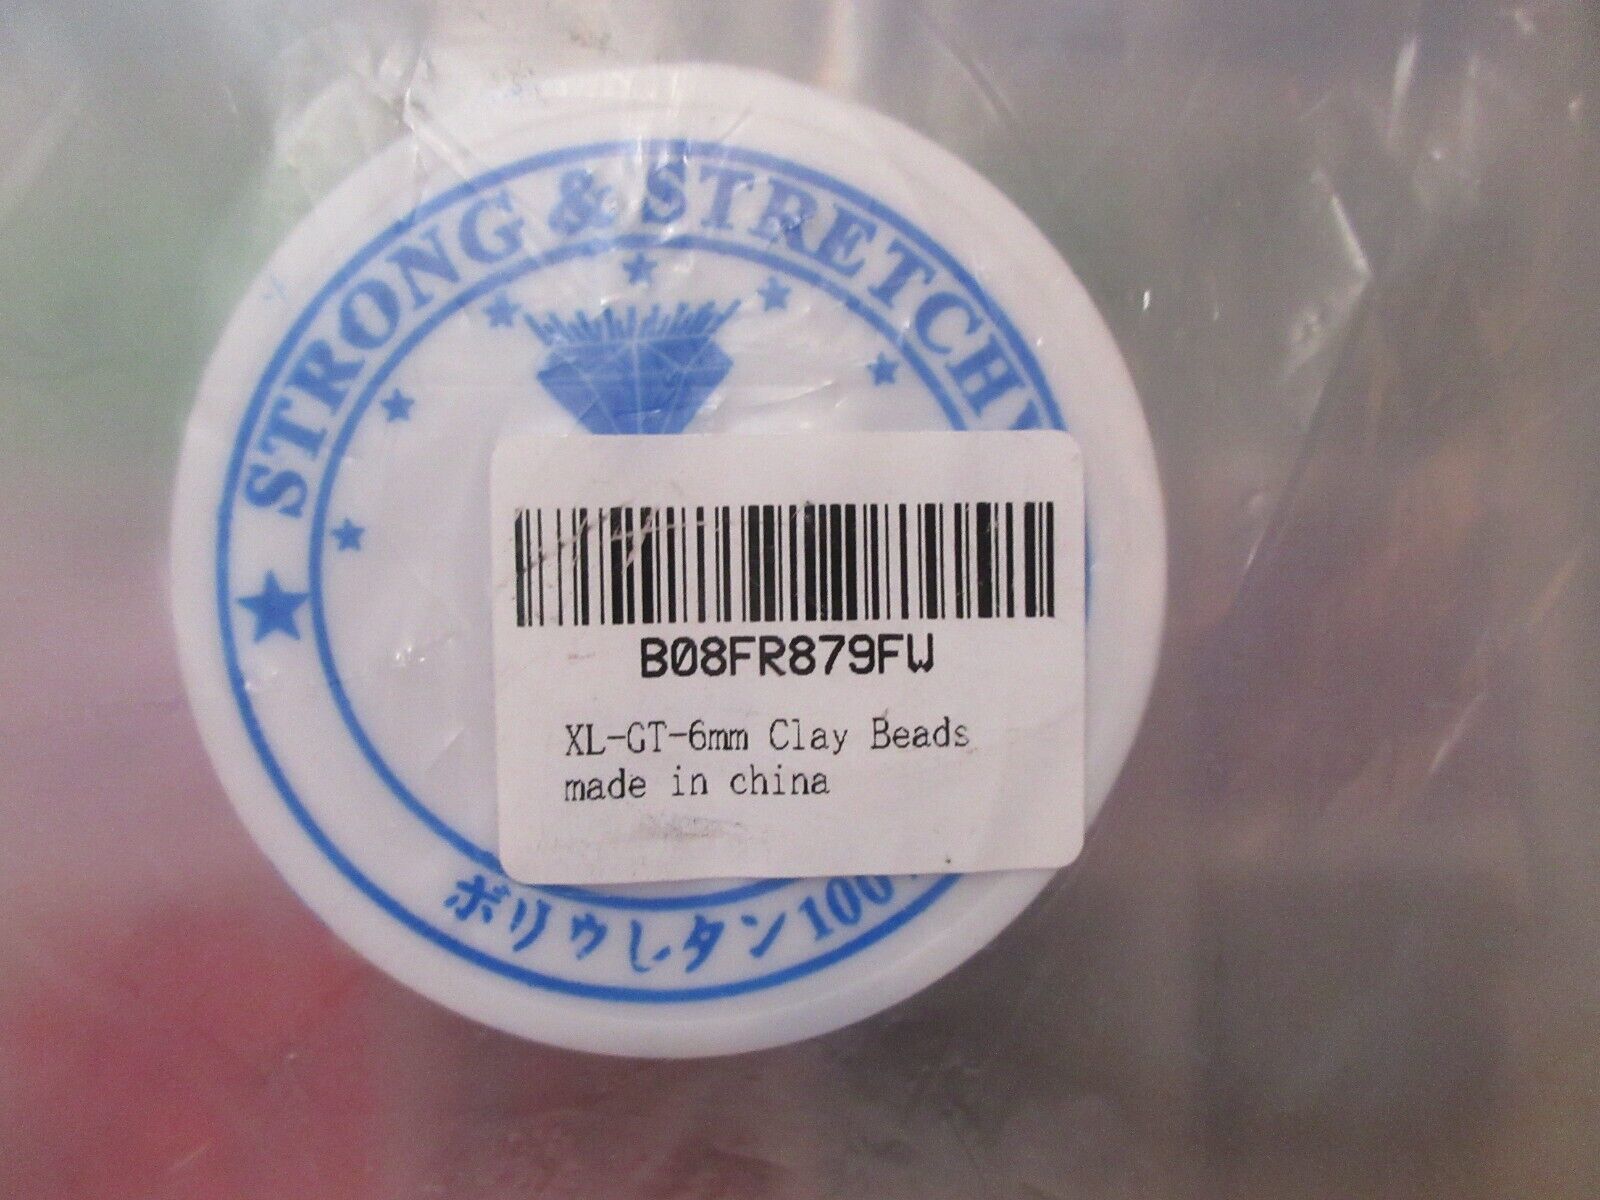 STRONG & STRETCHY
B08FR879FW
XL-GT-6mm Clay Beads
made in china
ポリウレタン100